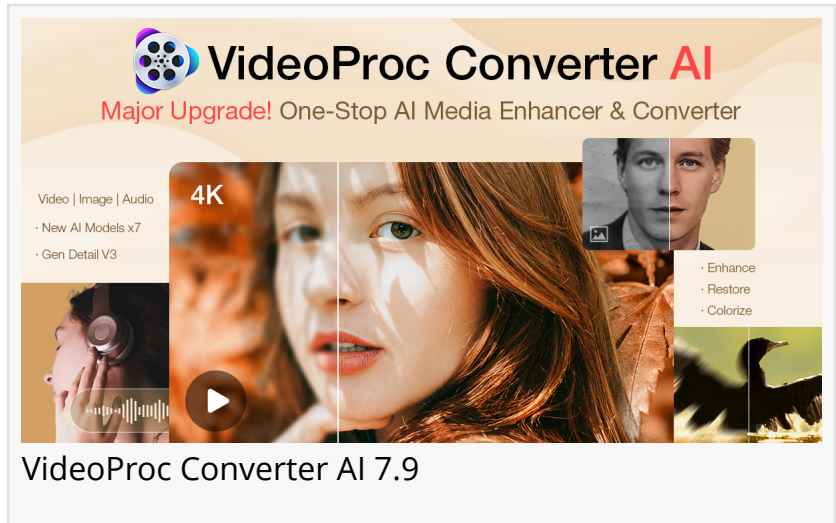 VideoProc Converter AI
Major Upgrade! One-Stop AI Media Enhancer & Converter
Video | Image | Audio
· New AI Models x7
· Gen Detail V3
4K
· Enhance
· Restore
· Colorize
VideoProc Converter AI 7.9